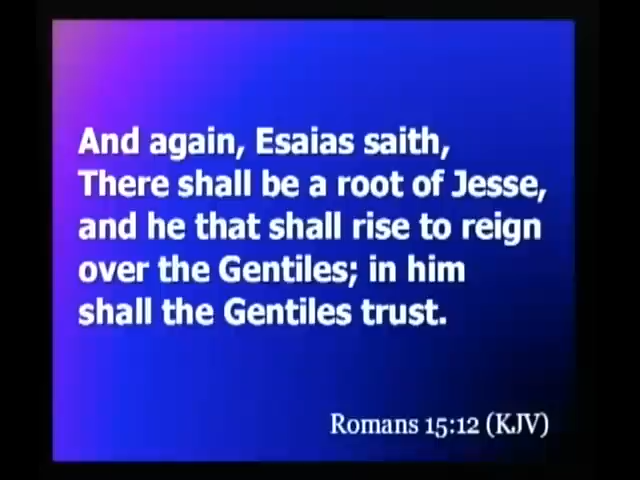 And again, Esaias saith,
There shall be a root of Jesse,
and he that shall rise to reign
over the Gentiles; in him
shall the Gentiles trust.
Romans 15:12 (KJV)